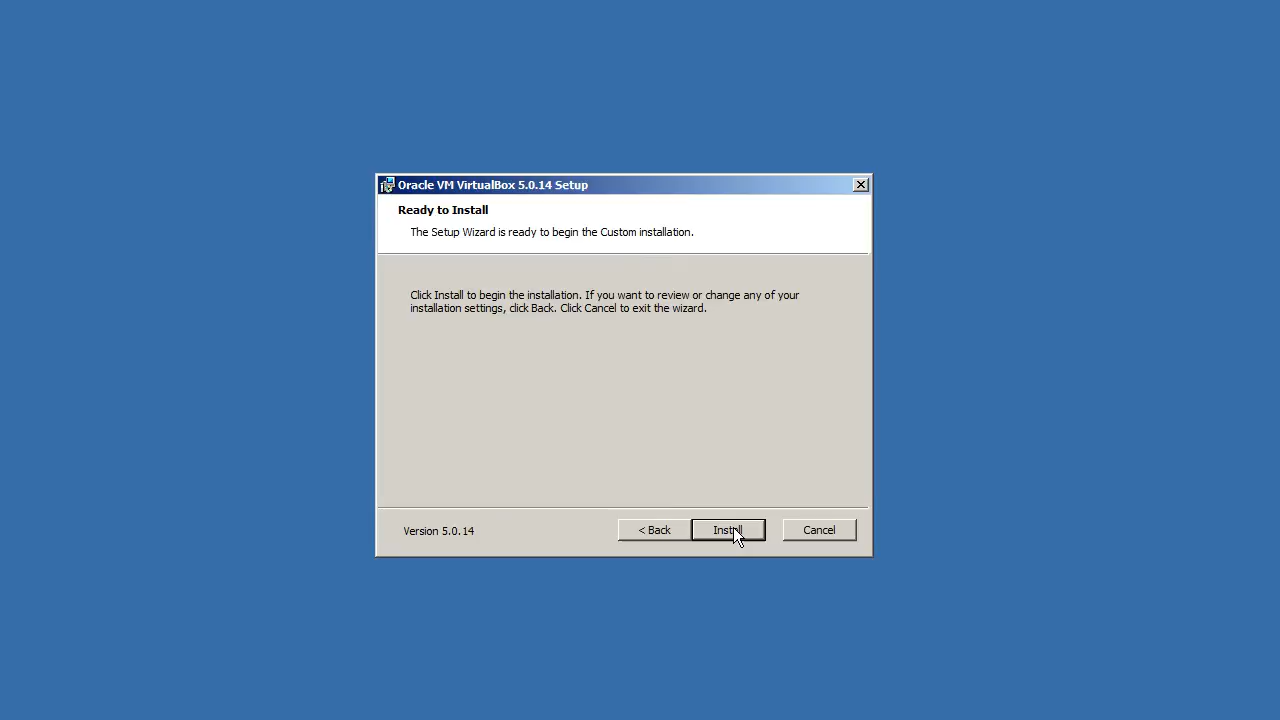 Oracle VM VirtualBox 5.0.14 Setup
Ready to Install
The Setup Wizard is ready to begin the Custom installation.
Click Install to begin the installation. If you want to review or change any of your
installation settings, click Back. Click Cancel to exit the wizard.
Version 5.0.14
< Back
Install
Cancel